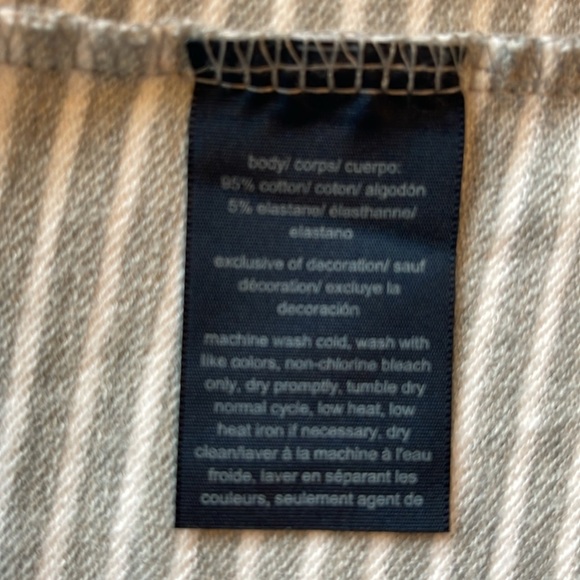 body/ corps/ cuerpo:
95% cotton/ coton/ algodón
5% elastane/ élasthanne/
elastano
exclusive of decoration/ sauf
décoration/ excluye la
decoración
machine wash cold, wash with
like colors, non-chlorine bleach
only, dry promptly, tumble dry
normal cycle, low heat, low
heat iron if necessary, dry
clean/laver à la machine à l'eau
froide, laver en séparant les
couleurs, seulement agent de